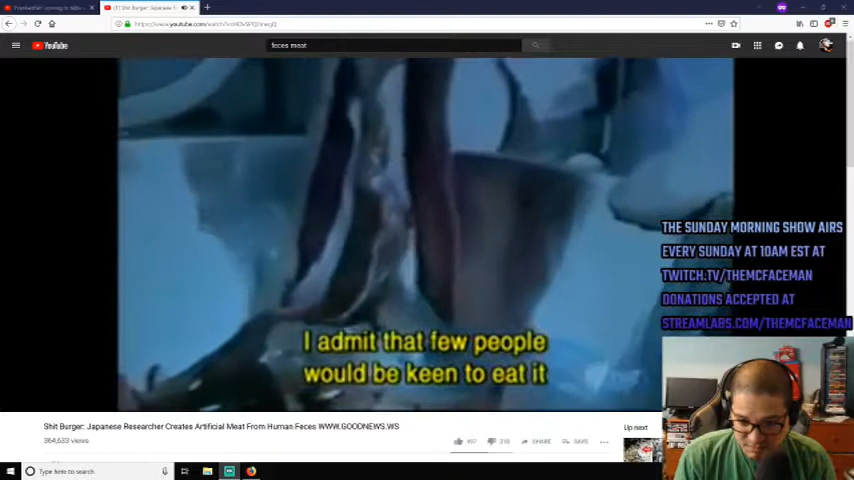 YouTube
feces meat
I admit that few people
would be keen to eat it
THE SUNDAY MORNING SHOW AIRS
EVERY SUNDAY AT 10AM EST AT
TWITCH.TV/THEMCFACEMAN
DONATIONS ACCEPTED AT
STREAMLABS.COM/THEMCFACEMAN
Shit Burger: Japanese Researcher Creates Artificial Meat From Human Feces WWW.GOODNEWS.WS
364,633 views
SHARE
SAVE
Up next
Type here to search